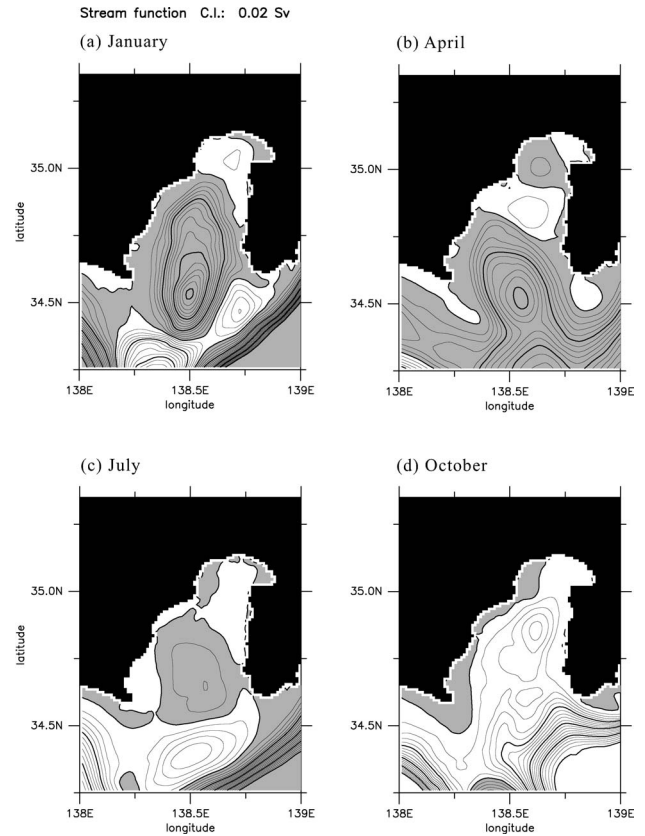 Stream function C.I.: 0.02 Sv
(a) January
(b) April
35.0N
34.5N
latitude
138E 138.5E 139E
longitude
35.0N
34.5N
138E 138.5E 139E
longitude
(c) July
(d) October
35.0N
34.5N
latitude
138E 138.5E 139E
longitude
35.0N
34.5N
138E 138.5E 139E
longitude